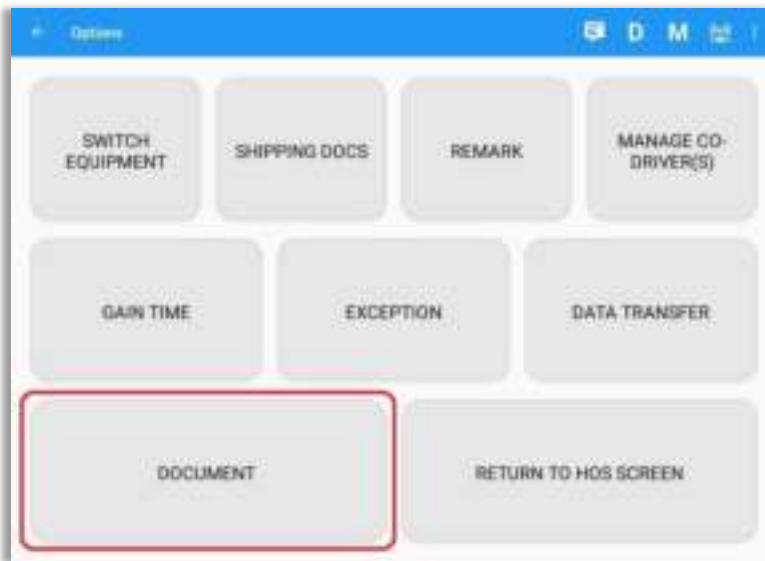 Options
D M
SWITCH
EQUIPMENT
SHIPPING DOCS
REMARK
MANAGE CO-
DRIVER(S)
GAIN TIME
EXCEPTION
DATA TRANSFER
DOCUMENT
RETURN TO HOS SCREEN